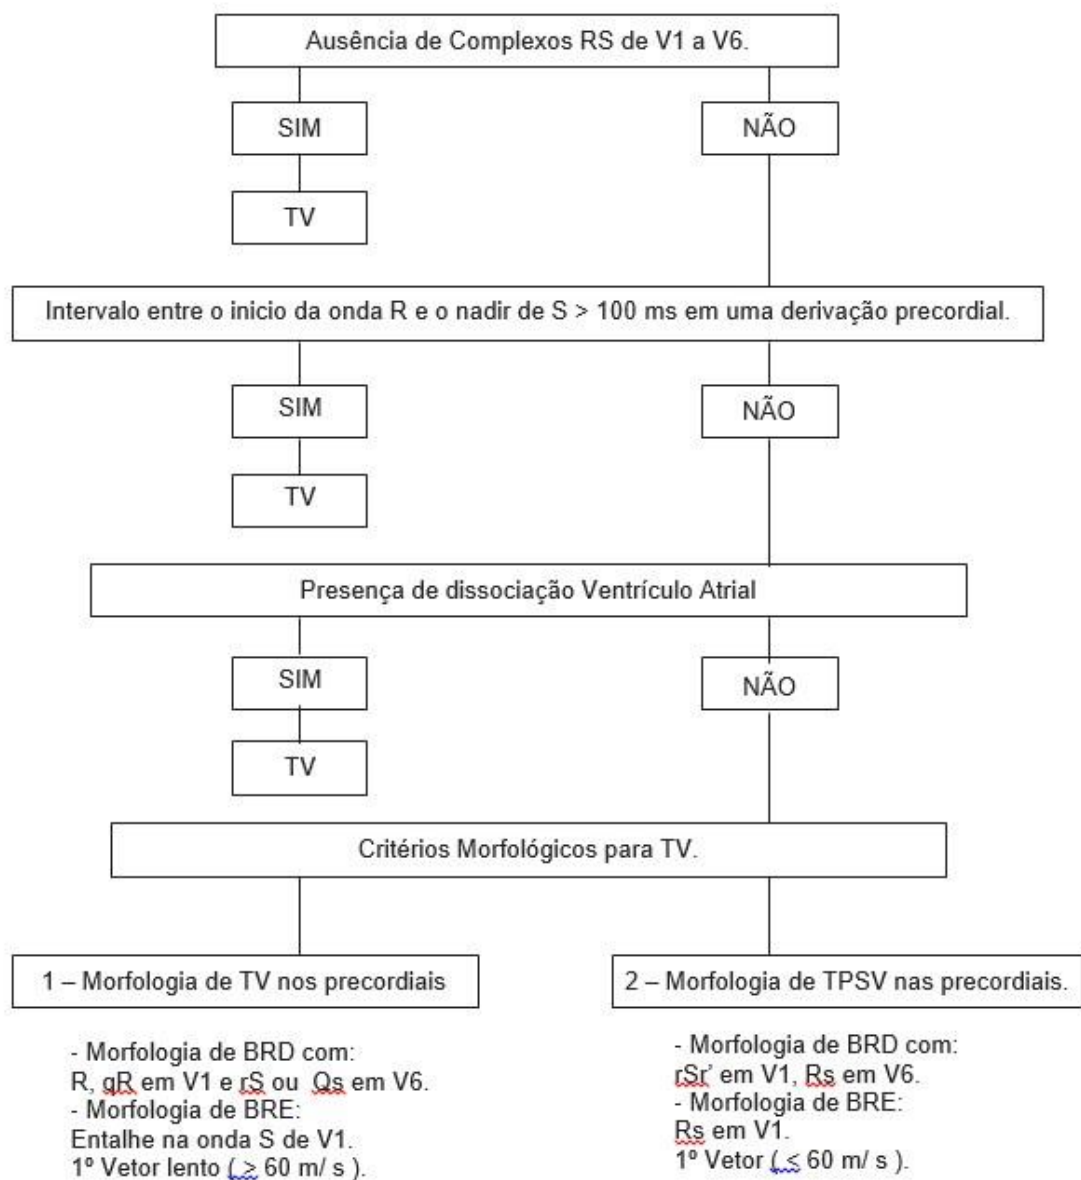 Ausência de Complexos RS de V1 a V6.
SIM
NÃO
TV
Intervalo entre o inicio da onda R e o nadir de S > 100 ms em uma derivação precordial.
SIM
NÃO
TV
Presença de dissociação Ventrículo Atrial
SIM
NÃO
TV
Critérios Morfológicos para TV.
1 – Morfologia de TV nos precordiais
- Morfologia de BRD com:
R, qR em V1 e rS ou Qs em V6.
- Morfologia de BRE:
Entalhe na onda S de V1.
1º Vetor lento ( ≥ 60 m/ s ).
2 – Morfologia de TPSV nas precordiais.
- Morfologia de BRD com:
rSr' em V1, Rs em V6.
- Morfologia de BRE:
Rs em V1.
1º Vetor ( ≤ 60 m/ s ).